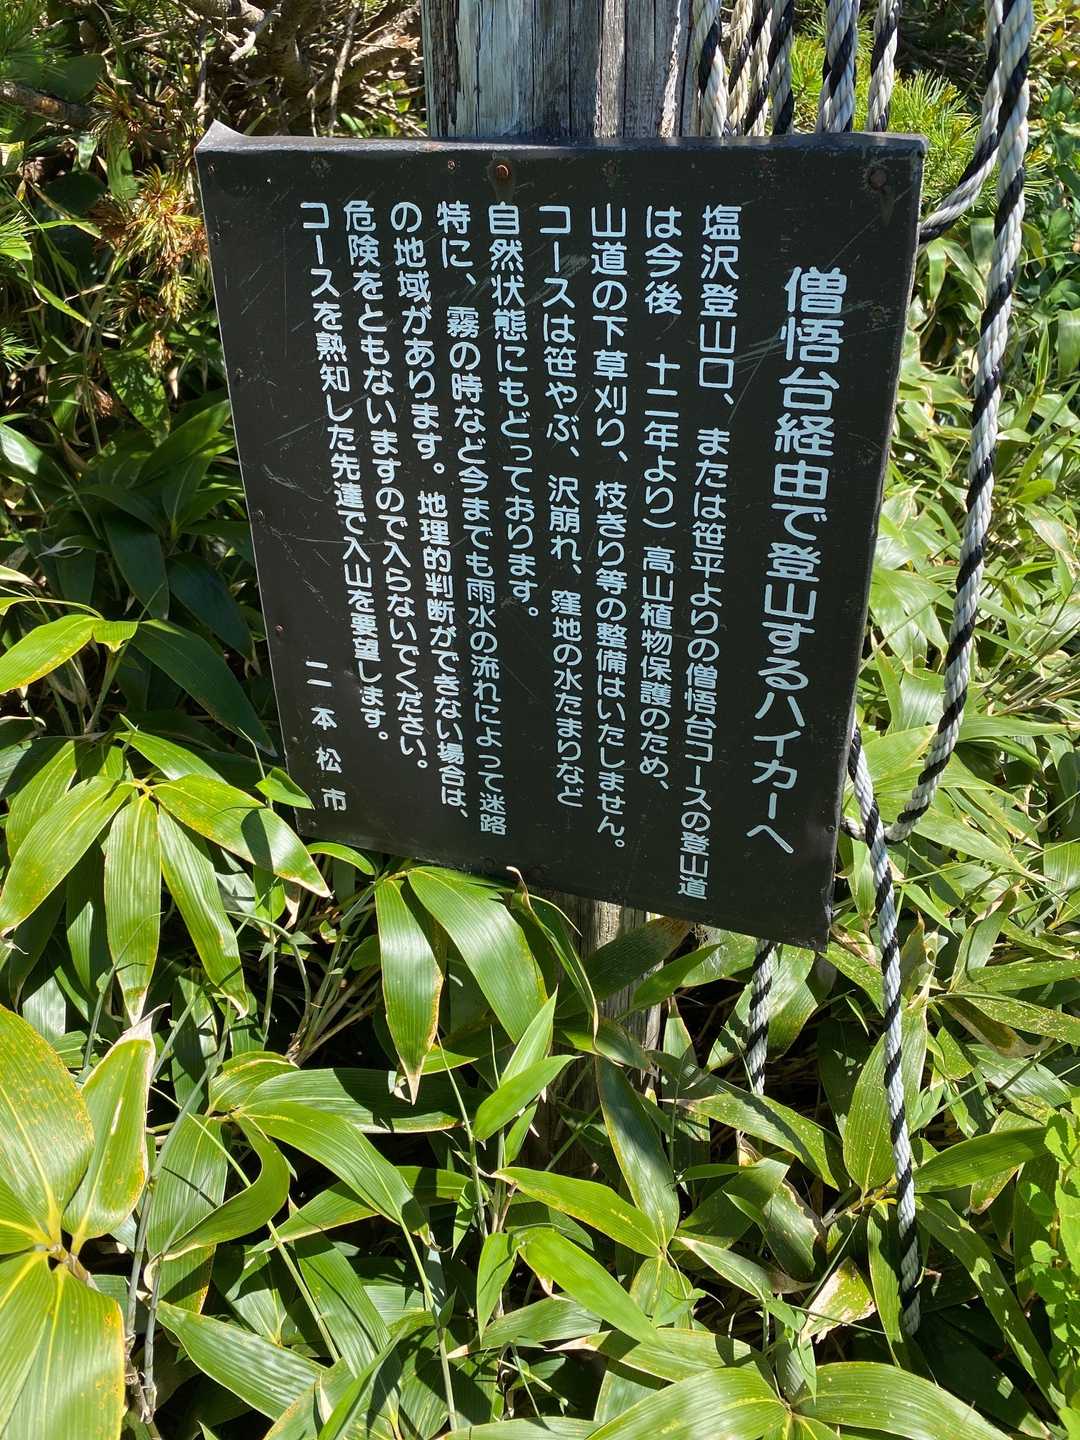 僧悟台経由で登山するハイカーへ
塩沢登山口、または笹平よりの僧悟台コースの登山道
は今後 十二年より）高山植物保護のため、
山道の下草刈り、枝きり等の整備はいたしません。
コースは笹やぶ、沢崩れ、窪地の水たまりなど
自然状態にもどっております。
特に、霧の時など今までも雨水の流れによって迷路
の地域があります。地理的判断ができない場合は、
危険をともないますので入らないでください。
コースを熟知した先達で入山を要望します。
二本松市